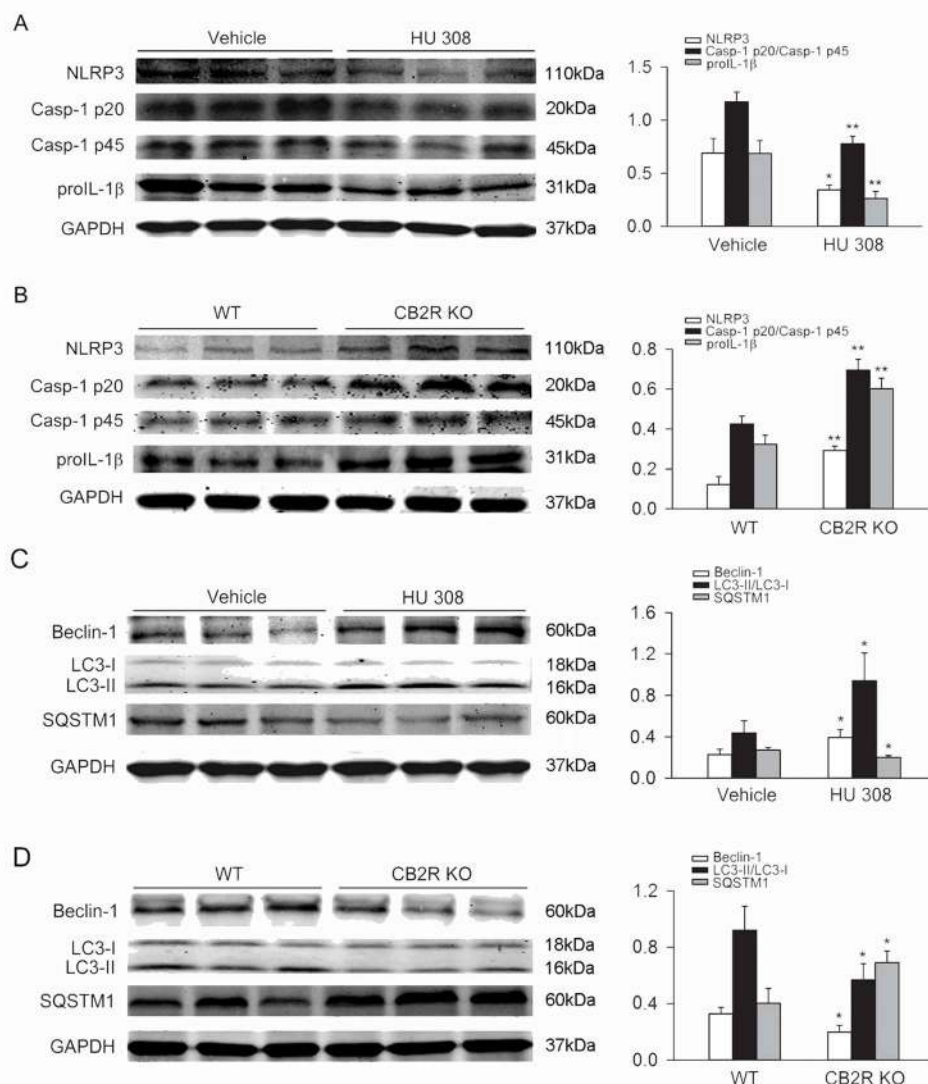 A
Vehicle HU 308
NLRP3 110kDa
Casp-1 p20 20kDa
Casp-1 p45 45kDa
proIL-1β 31kDa
GAPDH 37kDa
NLRP3
Casp-1 p20/Casp-1 p45
proIL-1β
1.5
1.0
0.5
0.0
* ** **
Vehicle HU 308
B
WT CB2R KO
NLRP3 110kDa
Casp-1 p20 20kDa
Casp-1 p45 45kDa
proIL-1β 31kDa
GAPDH 37kDa
NLRP3
Casp-1 p20/Casp-1 p45
proIL-1β
0.8
0.6
0.4
0.2
0.0
** ** **
WT CB2R KO
C
Vehicle HU 308
Beclin-1 60kDa
LC3-I 18kDa
LC3-II 16kDa
SQSTM1 60kDa
GAPDH 37kDa
Beclin-1
LC3-II/LC3-I
SQSTM1
1.6
1.2
0.8
0.4
0.0
* * *
Vehicle HU 308
D
WT CB2R KO
Beclin-1 60kDa
LC3-I 18kDa
LC3-II 16kDa
SQSTM1 60kDa
GAPDH 37kDa
Beclin-1
LC3-II/LC3-I
SQSTM1
1.2
0.8
0.4
0.0
* * *
WT CB2R KO